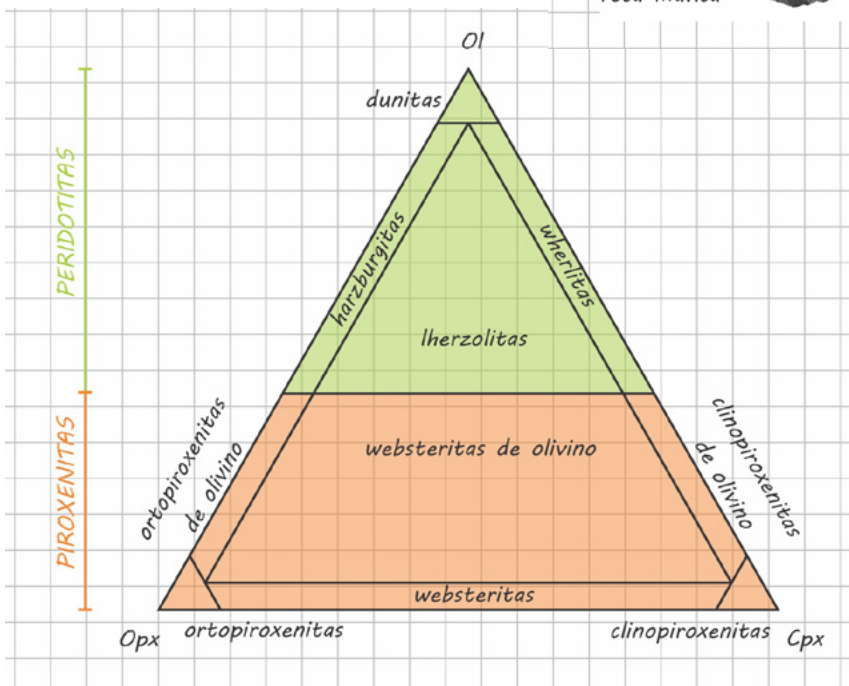 Ol
dunitas
PERIDOTITAS
harzburgitas
wherlitas
lherzolitas
PIROXENITAS
ortopiroxenitas
de olivino
websteritas de olivino
clinopiroxenitas
de olivino
websteritas
Opx
ortopiroxenitas
clinopiroxenitas
Cpx